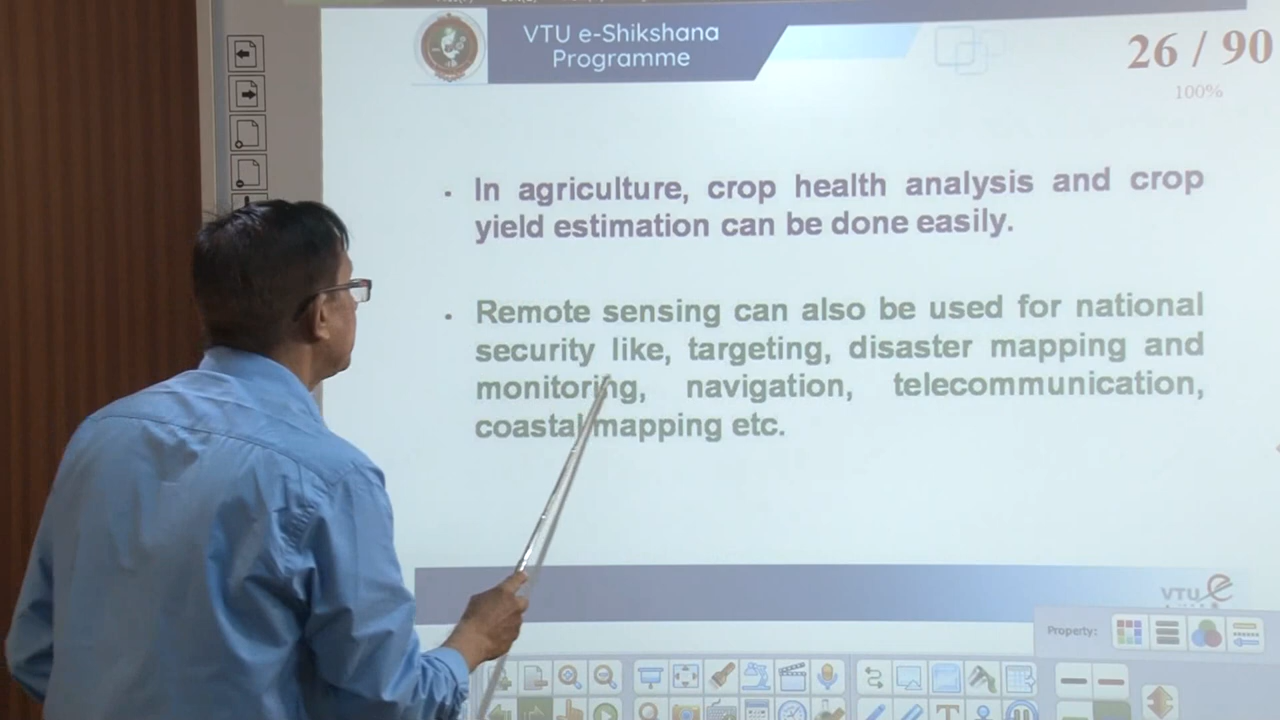 VTU e-Shikshana
Programme
26 / 90
100%
. In agriculture, crop health analysis and crop
yield estimation can be done easily.
. Remote sensing can also be used for national
security like, targeting, disaster mapping and
monitoring, navigation, telecommunication,
coastal mapping etc.
VTU e
Property: